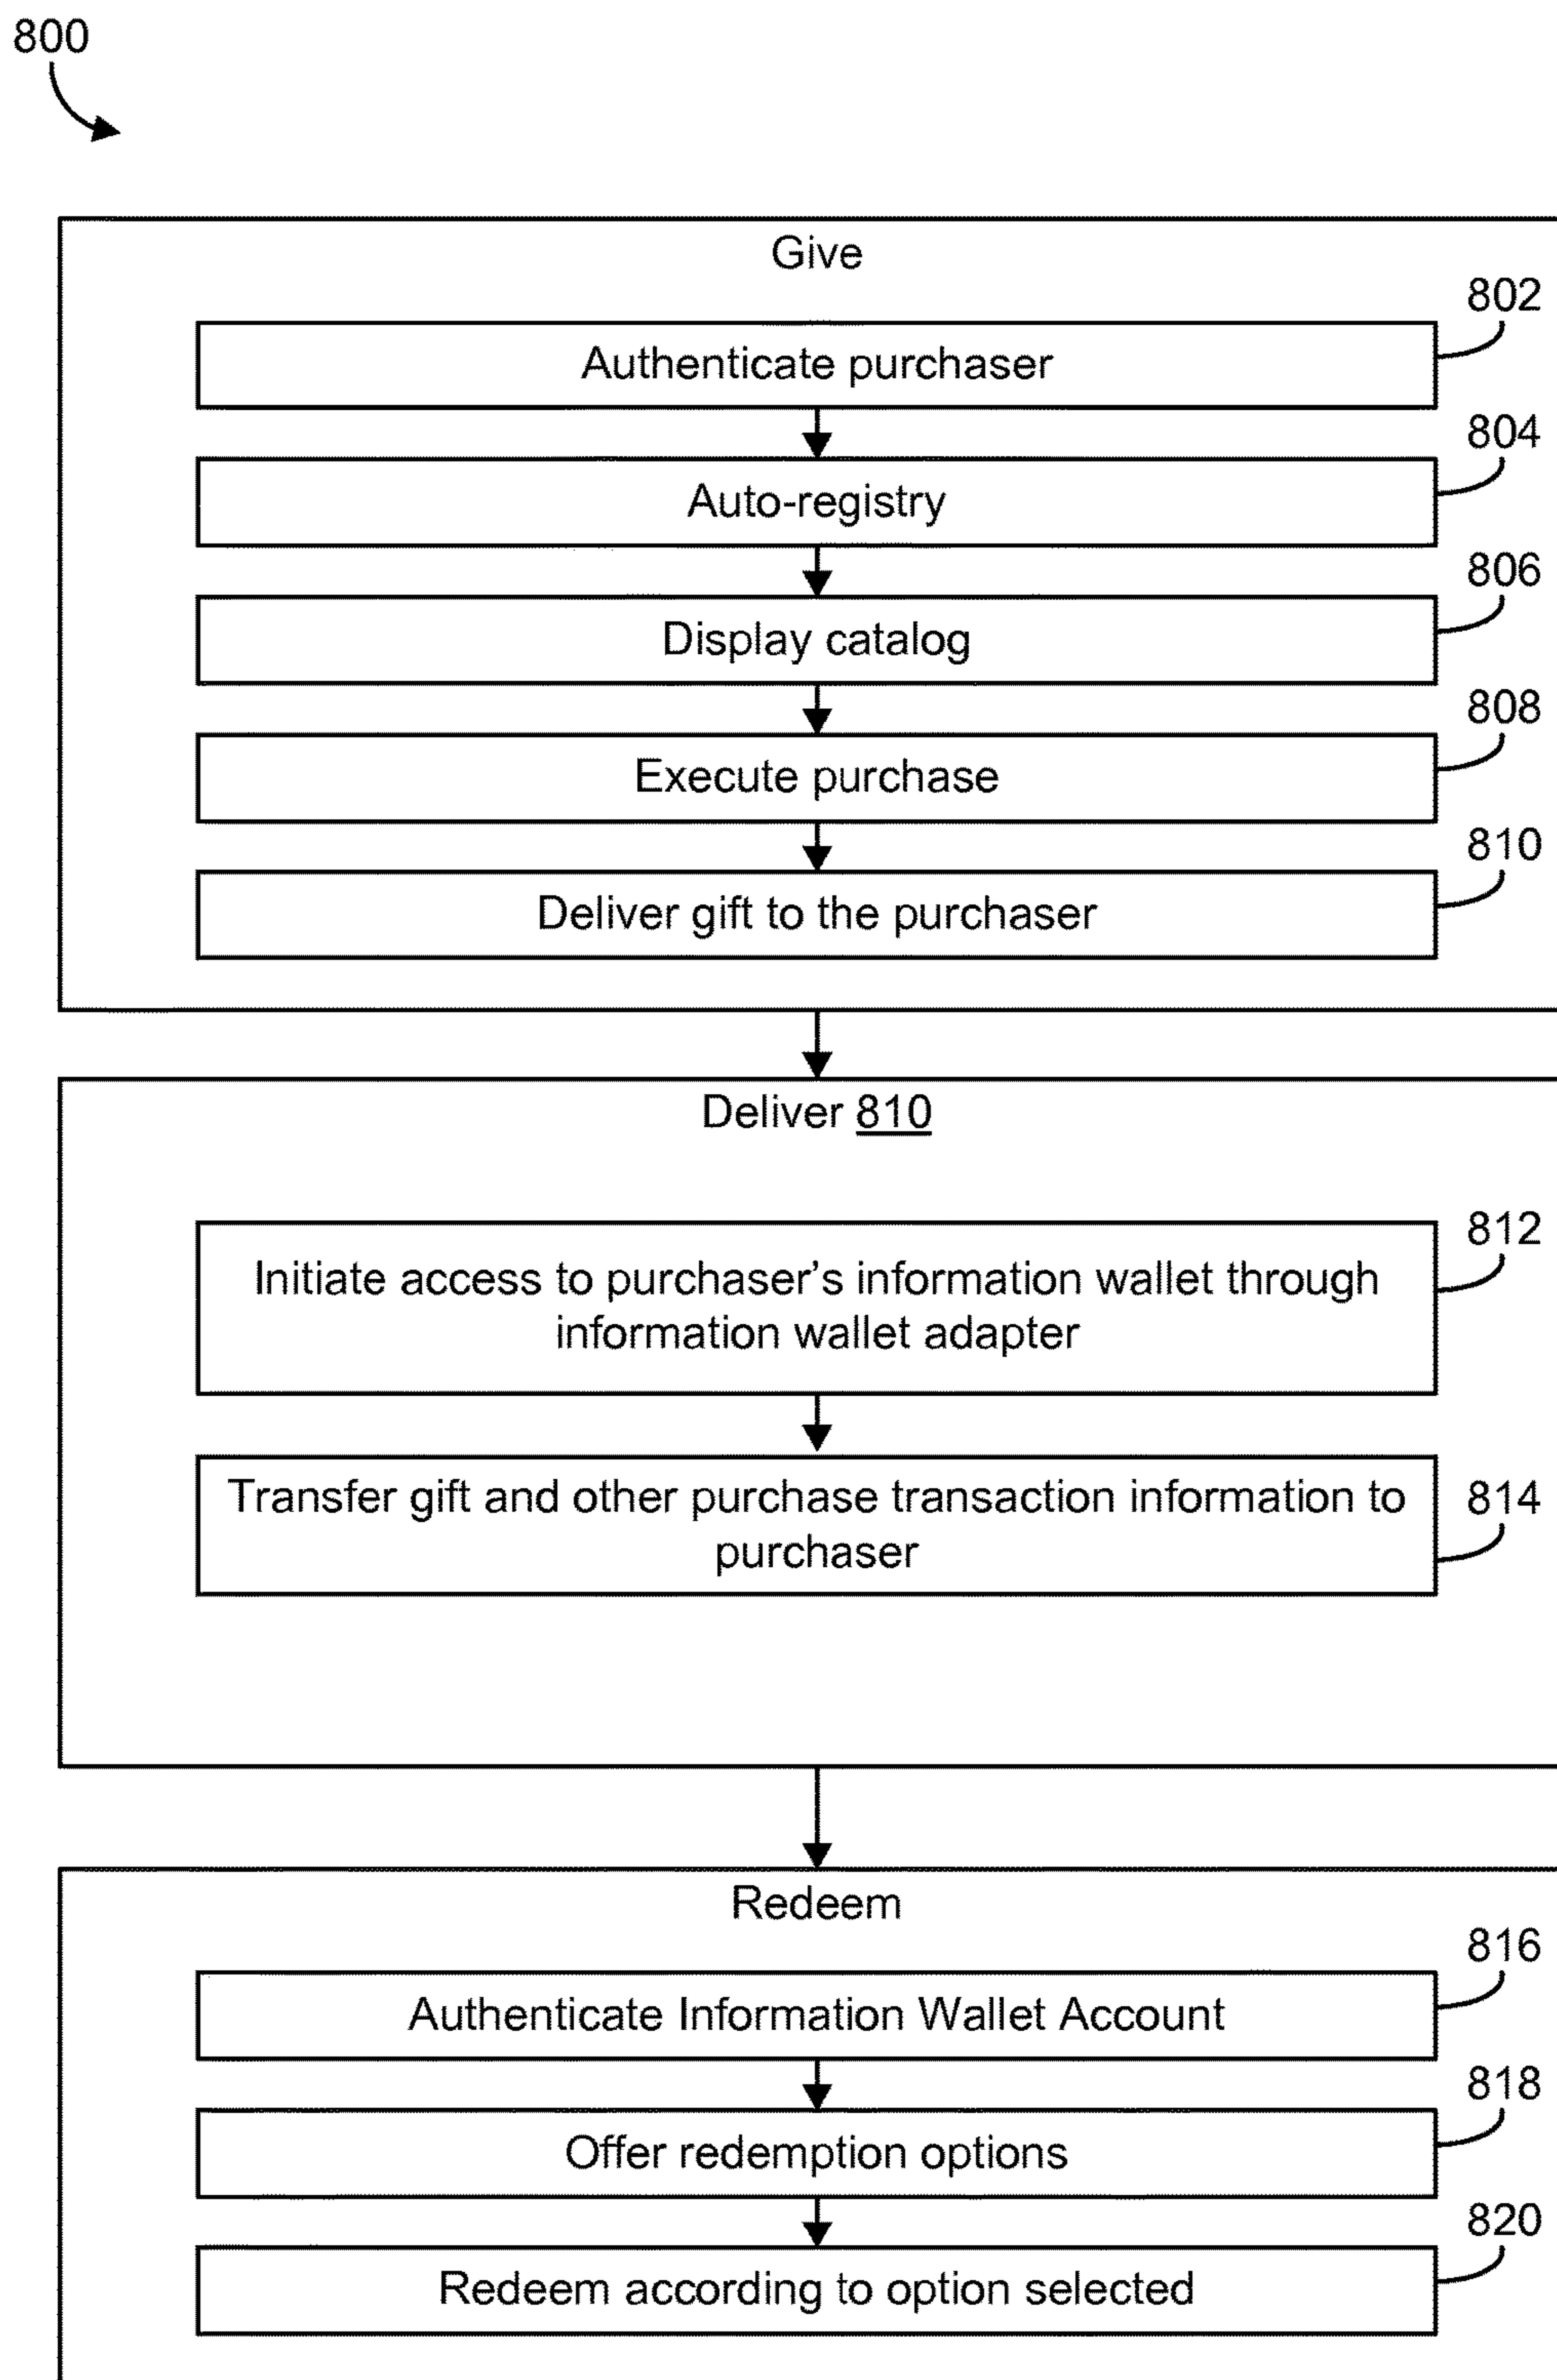 800
Give
802
Authenticate purchaser
804
Auto-registry
806
Display catalog
808
Execute purchase
810
Deliver gift to the purchaser
Deliver 810
812
Initiate access to purchaser's information wallet through
information wallet adapter
Transfer gift and other purchase transaction information to
814
purchaser
Redeem
816
Authenticate Information Wallet Account
818
Offer redemption options
820
Redeem according to option selected